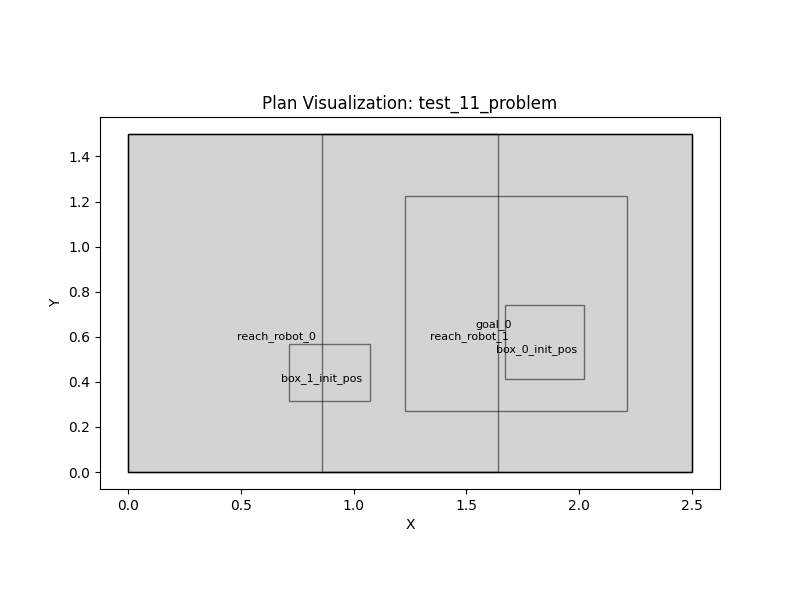 Plan Visualization: test_11_problem
Y
1.4
1.2
1.0
0.8
0.6
0.4
0.2
0.0
goal_0
reach_robot_0
reach_robot_1
box_0_init_pos
box_1_init_pos
0.0
0.5
1.0
1.5
2.0
2.5
X